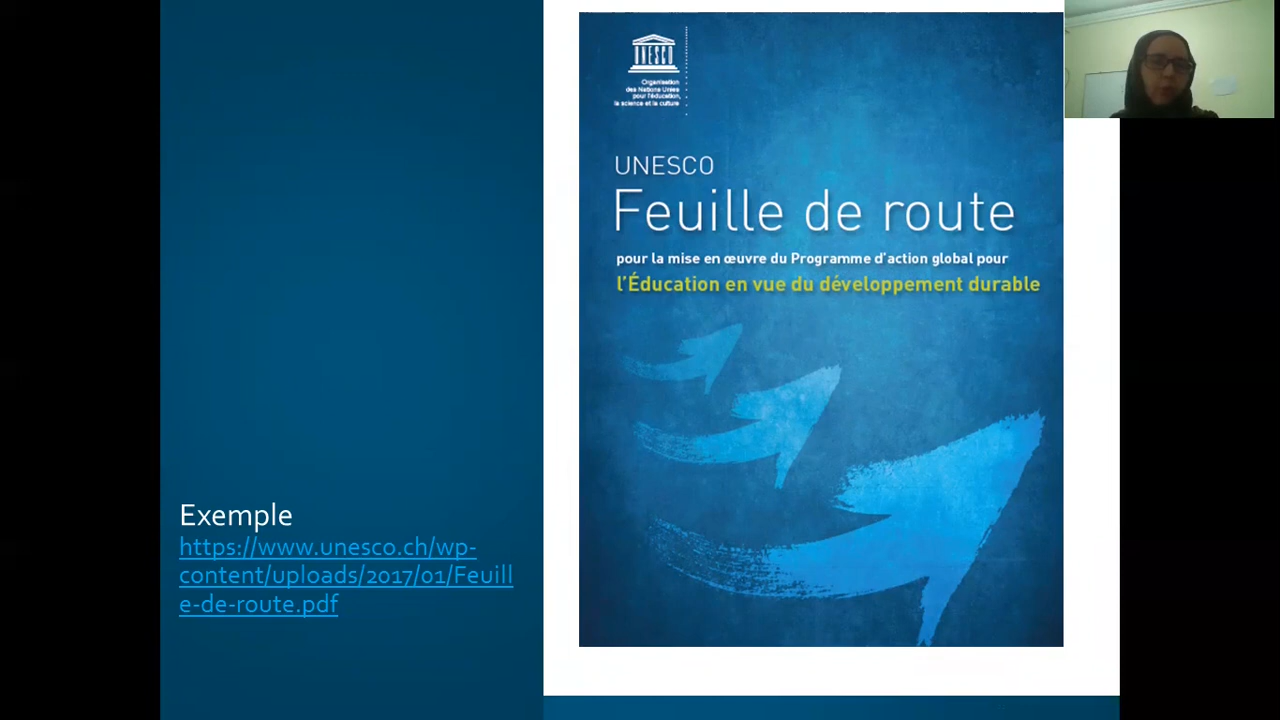 Exemple
https://www.unesco.ch/wp-
content/uploads/2017/01/Feuill
e-de-route.pdf
UNESCO
Organisation
des Nations Unies
pour l'éducation,
la science et la culture
UNESCO
Feuille de route
pour la mise en œuvre du Programme d'action global pour
l'Éducation en vue du développement durable